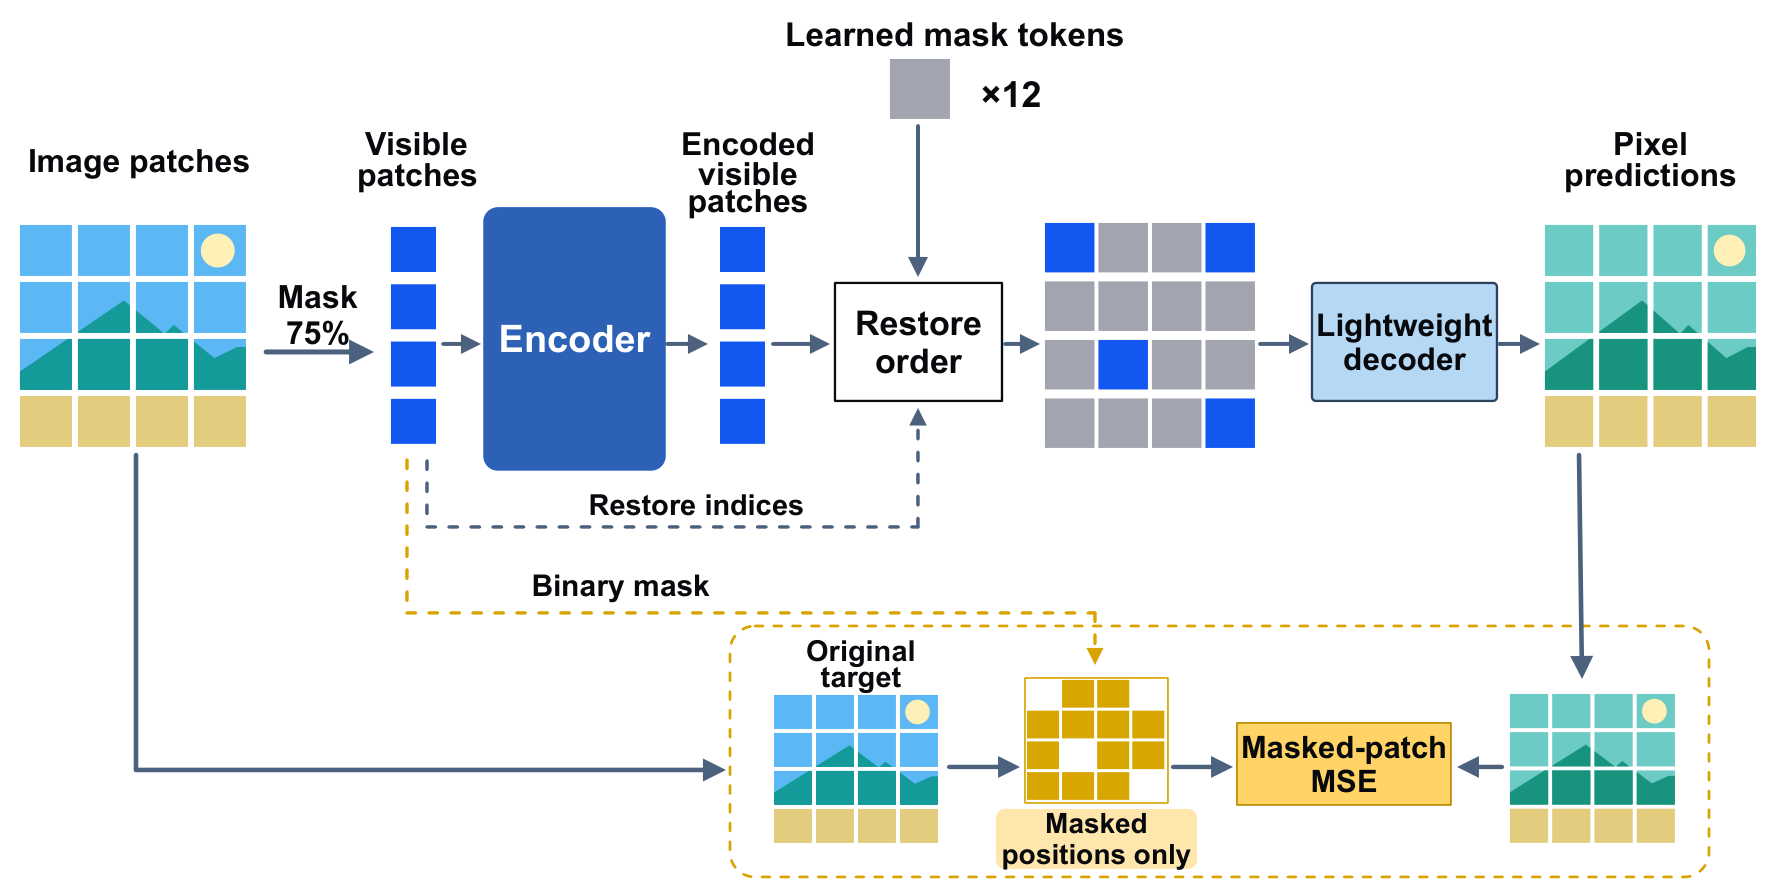 Learned mask tokens
×12
Image patches
Visible
patches
Encoded
visible
patches
Pixel
predictions
Mask
75%
Encoder
Restore
order
Lightweight
decoder
Restore indices
Binary mask
Original
target
Masked-patch
MSE
Masked
positions only